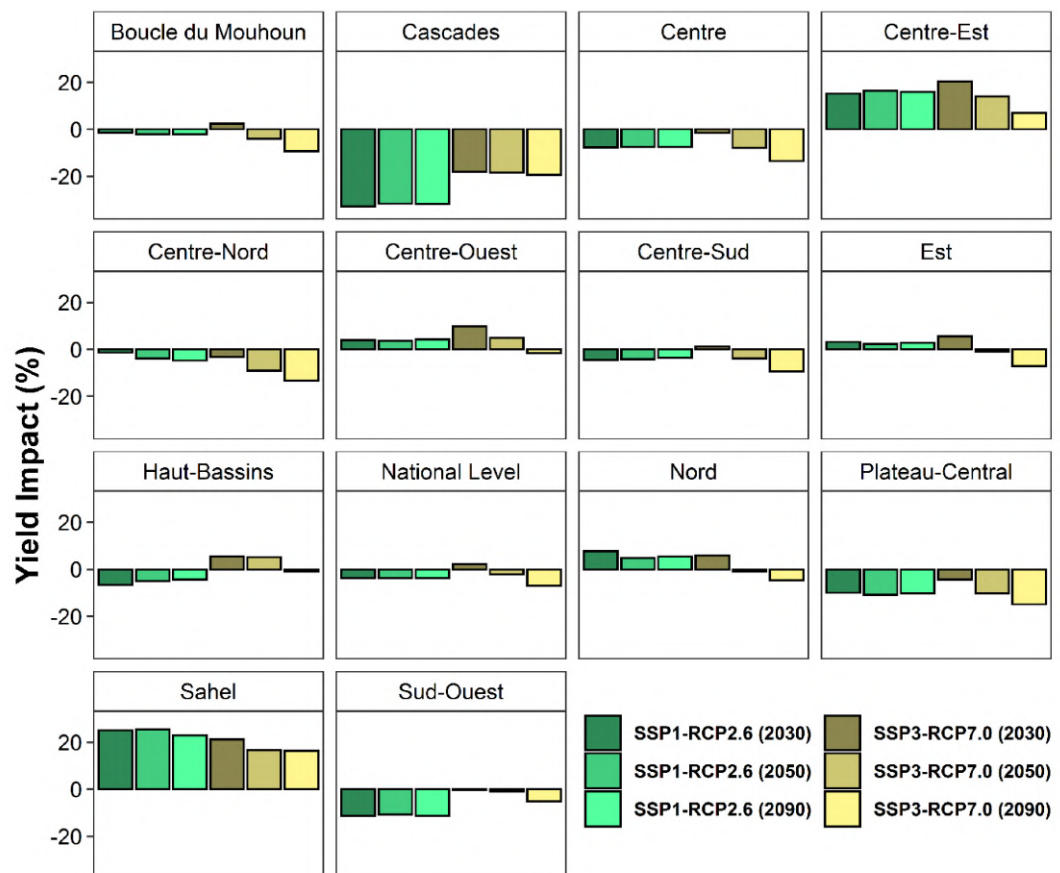 Boucle du Mouhoun
Cascades
Centre
Centre-Est
20
0
-20
Centre-Nord
Centre-Ouest
Centre-Sud
Est
20
0
-20
Yield Impact (%)
Haut-Bassins
National Level
Nord
Plateau-Central
20
0
-20
Sahel
Sud-Ouest
20
0
-20
SSP1-RCP2.6 (2030)
SSP1-RCP2.6 (2050)
SSP1-RCP2.6 (2090)
SSP3-RCP7.0 (2030)
SSP3-RCP7.0 (2050)
SSP3-RCP7.0 (2090)